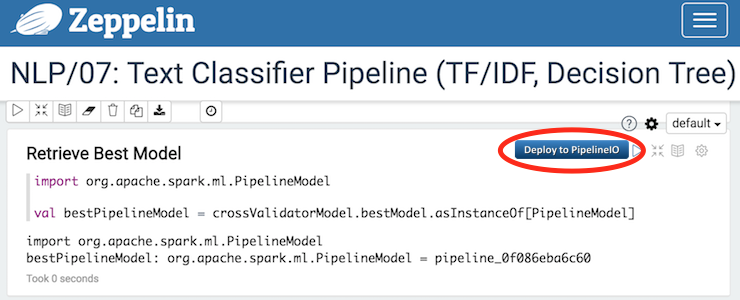 Zeppelin
NLP/07: Text Classifier Pipeline (TF/IDF, Decision Tree)
default
Retrieve Best Model
Deploy to PipelineIO
import org.apache.spark.ml.PipelineModel
val bestPipelineModel = crossValidatorModel.bestModel.asInstanceOf[PipelineModel]
import org.apache.spark.ml.PipelineModel
bestPipelineModel: org.apache.spark.ml.PipelineModel = pipeline_0f086eba6c60
Took 0 seconds